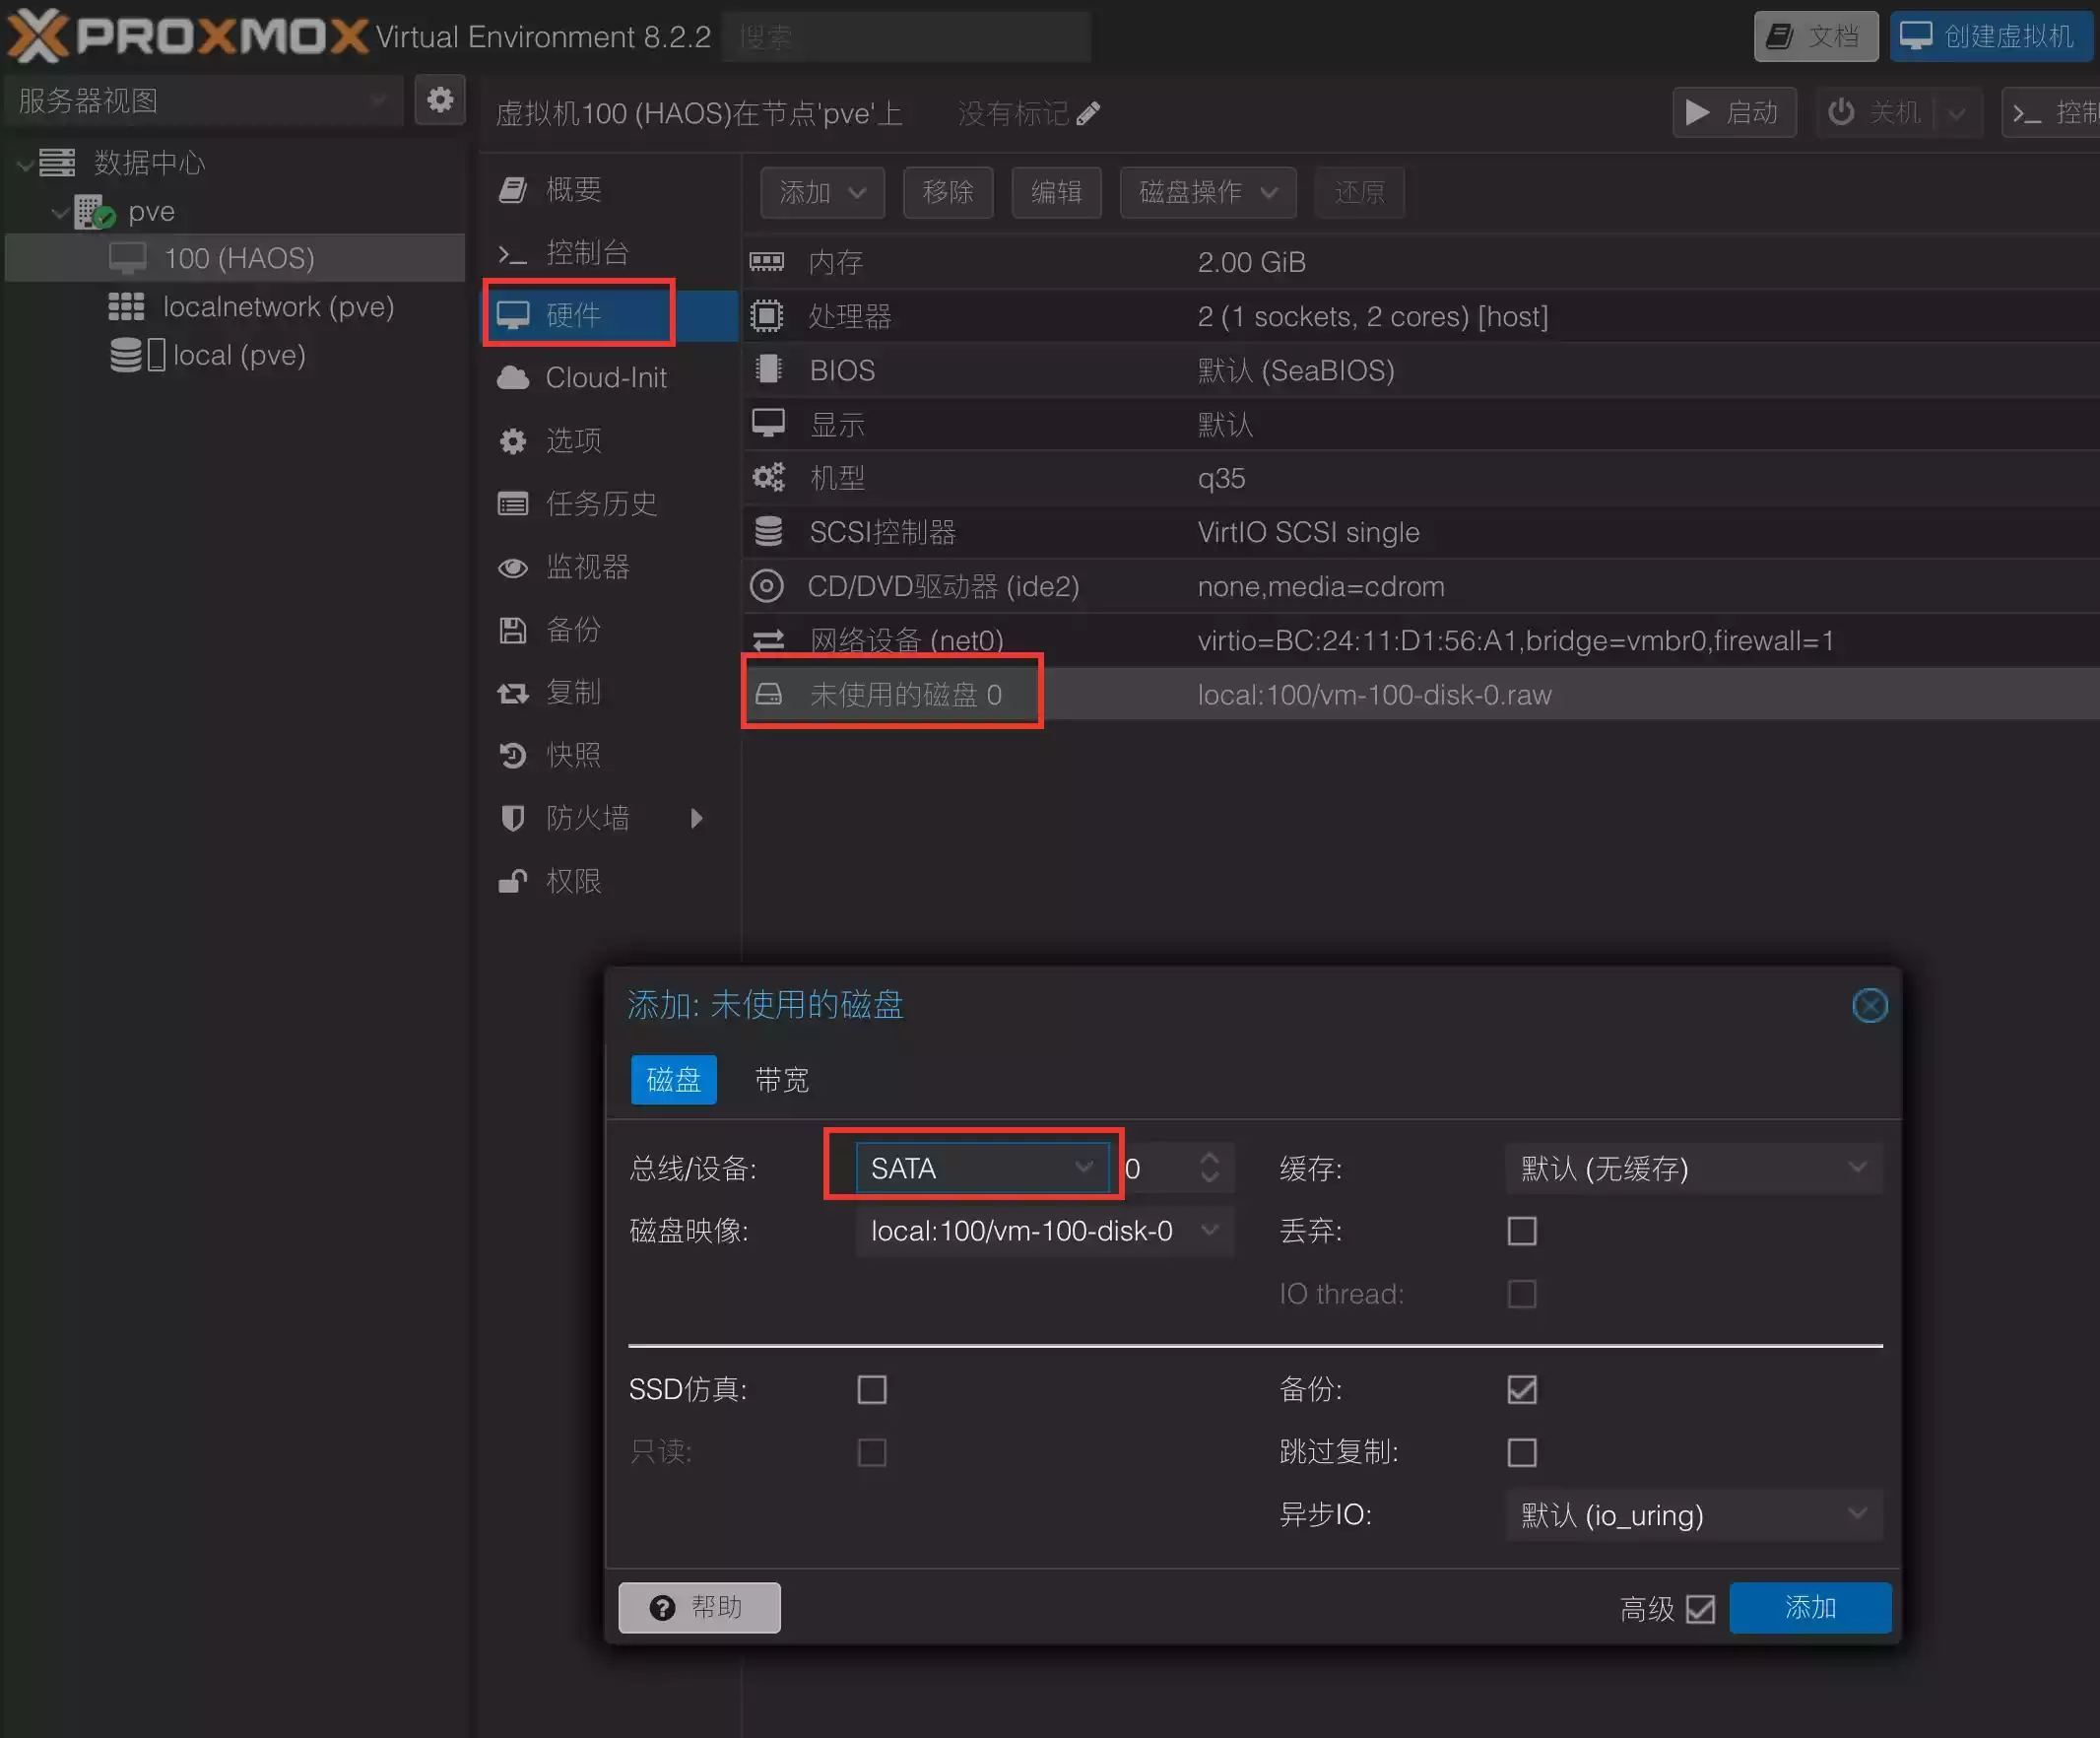 PROXMOX Virtual Environment 8.2.2 搜索 文档 创建虚拟机
服务器视图
虚拟机100 (HAOS)在节点'pve'上 没有标记 启动 关机
数据中心
pve
100 (HAOS)
localnetwork (pve)
local (pve)
概要
控制台
硬件
Cloud-Init
选项
任务历史
监视器
备份
复制
快照
防火墙
权限
添加 移除 编辑 磁盘操作 还原
内存 2.00 GiB
处理器 2 (1 sockets, 2 cores) [host]
BIOS 默认 (SeaBIOS)
显示 默认
机型 q35
SCSI控制器 VirtIO SCSI single
CD/DVD驱动器 (ide2) none,media=cdrom
网络设备 (net0) virtio=BC:24:11:D1:56:A1,bridge=vmbr0,firewall=1
未使用的磁盘 0 local:100/vm-100-disk-0.raw
添加: 未使用的磁盘
磁盘 带宽
总线/设备: SATA 0 缓存: 默认 (无缓存)
磁盘映像: local:100/vm-100-disk-0 丢弃:
IO thread:
SSD仿真: 备份:
只读: 跳过复制:
异步IO: 默认 (io_uring)
帮助 高级 添加